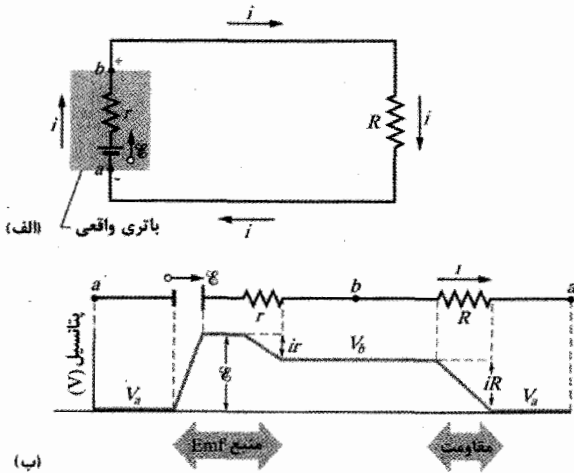 i
b +
i
r
R
i
ℰ
a -
i
باتری واقعی
(الف)
a
ℰ
r
b
i
R
a
پتانسیل (V)
V_a
ℰ
ir
V_b
iR
V_a
منبع Emf
مقاومت
(ب)